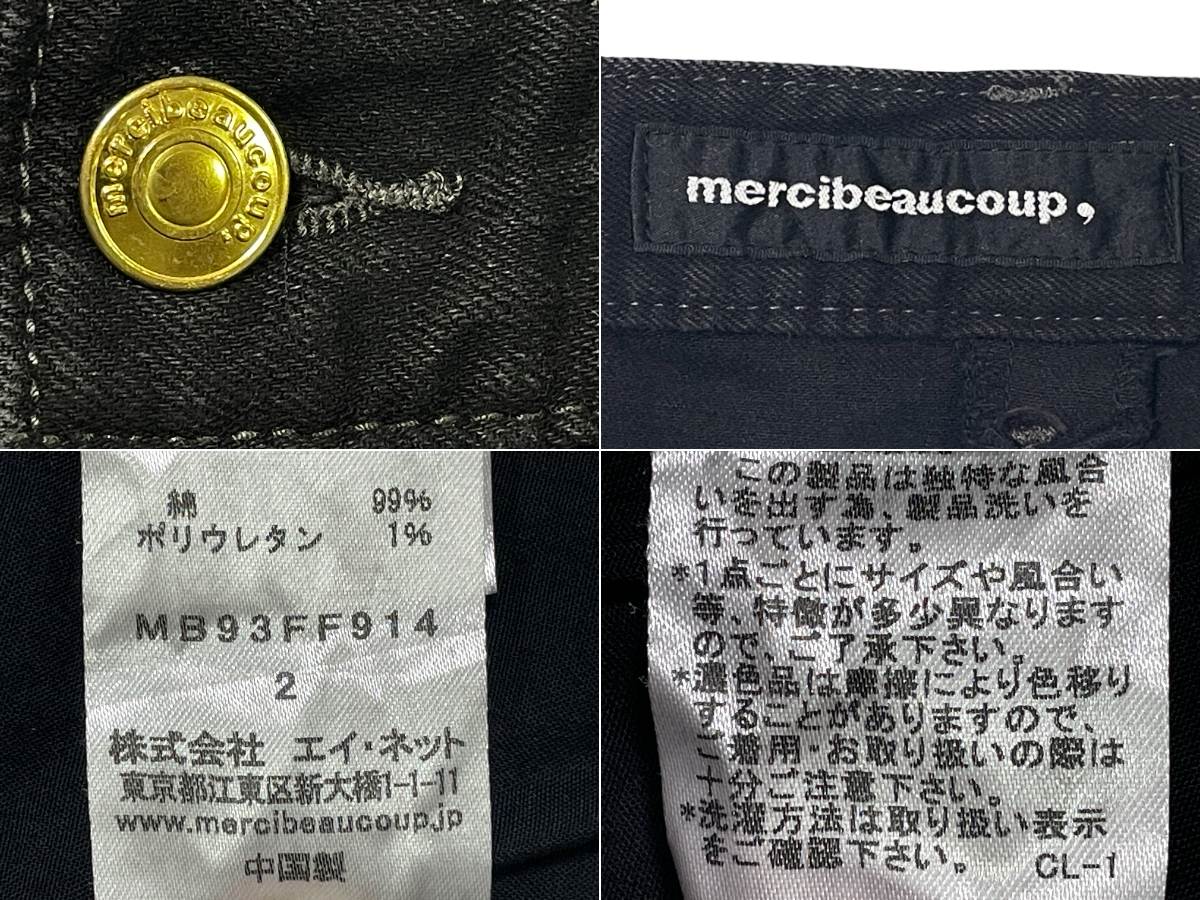 mercibeaucoup,
mercibeaucoup,
綿 99%
ポリウレタン 1%
MB93FF914
2
株式会社 エイ・ネット
東京都江東区新大橋1-1-11
www.mercibeaucoup.jp
中国製
この製品は独特な風合
いを出す為、製品洗いを
行っています。
*1点ごとにサイズや風合い
等、特徴が多少異なります
ので、ご了承下さい。
*濃色品は摩擦により色移り
することがありますので、
ご着用・お取り扱いの際は
十分ご注意下さい。
*洗濯方法は取り扱い表示
をご確認下さい。 CL-1